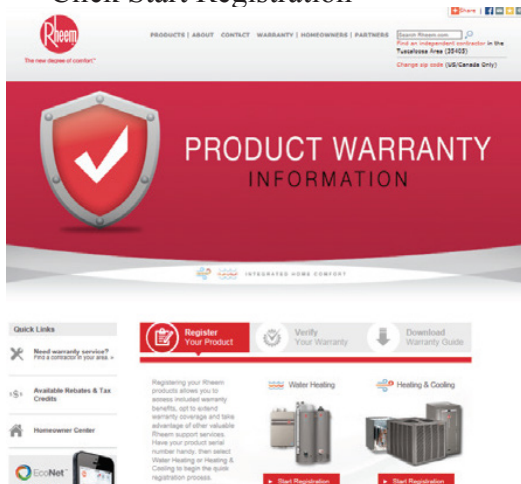 Click Start Registration
Share
Rheem
The new degree of comfort.™
PRODUCTS | ABOUT CONTACT WARRANTY | HOMEOWNERS | PARTNERS
Search Rheem.com
Find an independent contractor in the
Tuscaloosa Area (35403)
Change zip code (US/Canada Only)
PRODUCT WARRANTY
INFORMATION
INTEGRATED HOME COMFORT
Quick Links
Need warranty service?
Find a contractor in your area. »
Available Rebates & Tax
Credits
Homeowner Center
EcoNet™
Register
Your Product
Verify
Your Warranty
Download
Warranty Guide
Registering your Rheem
products allows you to
access included warranty
benefits, opt to extend
warranty coverage and take
advantage of other valuable
Rheem support services.
Have your product serial
number handy, then select
Water Heating or Heating &
Cooling to begin the quick
registration process.
Water Heating
Start Registration
Heating & Cooling
Start Registration